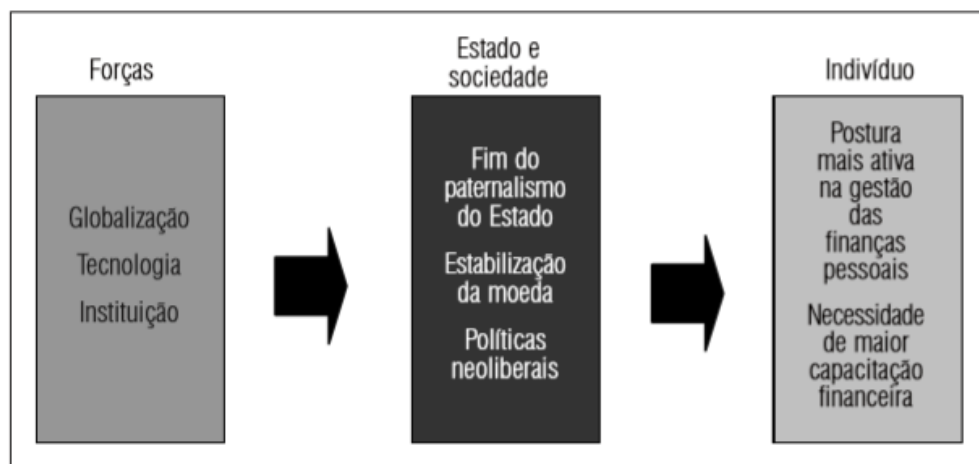 Forças
Globalização
Tecnologia
Instituição
Estado e
sociedade
Fim do
paternalismo
do Estado
Estabilização
da moeda
Políticas
neoliberais
Indivíduo
Postura
mais ativa
na gestão
das
finanças
pessoais
Necessidade
de maior
capacitação
financeira